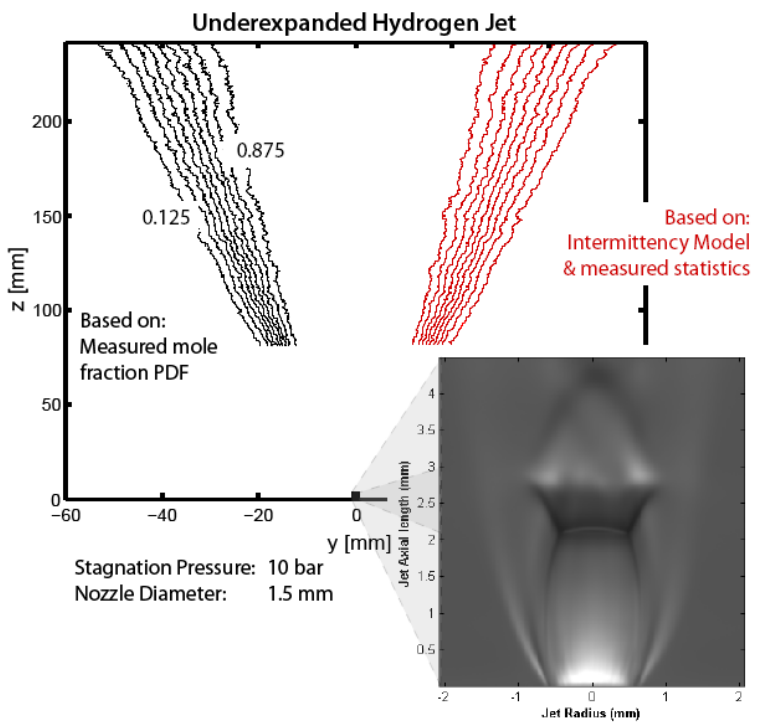 Underexpanded Hydrogen Jet
200
0.875
0.125
150
Based on:
Intermittency Model
& measured statistics
z [mm]
100
Based on:
Measured mole
fraction PDF
50
0
−60
−40
−20
0
y [mm]
Stagnation Pressure: 10 bar
Nozzle Diameter: 1.5 mm
Jet Axial length (mm)
4
3.5
3
2.5
2
1.5
1
0.5
-2
-1
0
1
2
Jet Radius (mm)